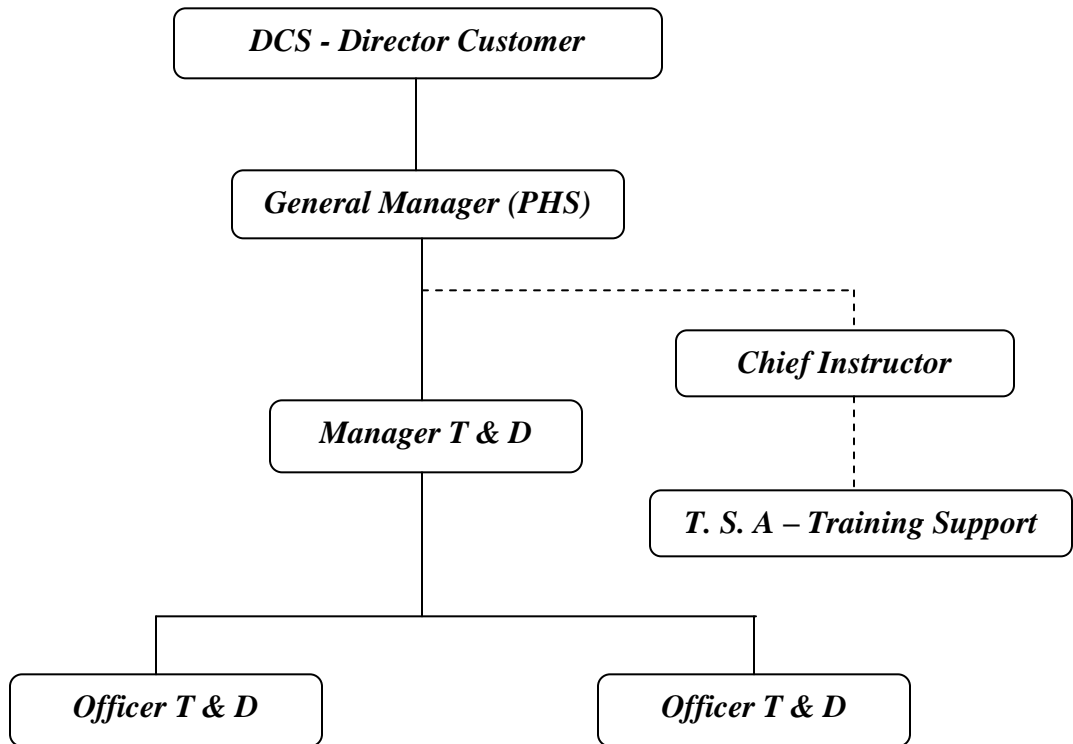 DCS - Director Customer
General Manager (PHS)
Chief Instructor
Manager T & D
T. S. A – Training Support
Officer T & D
Officer T & D